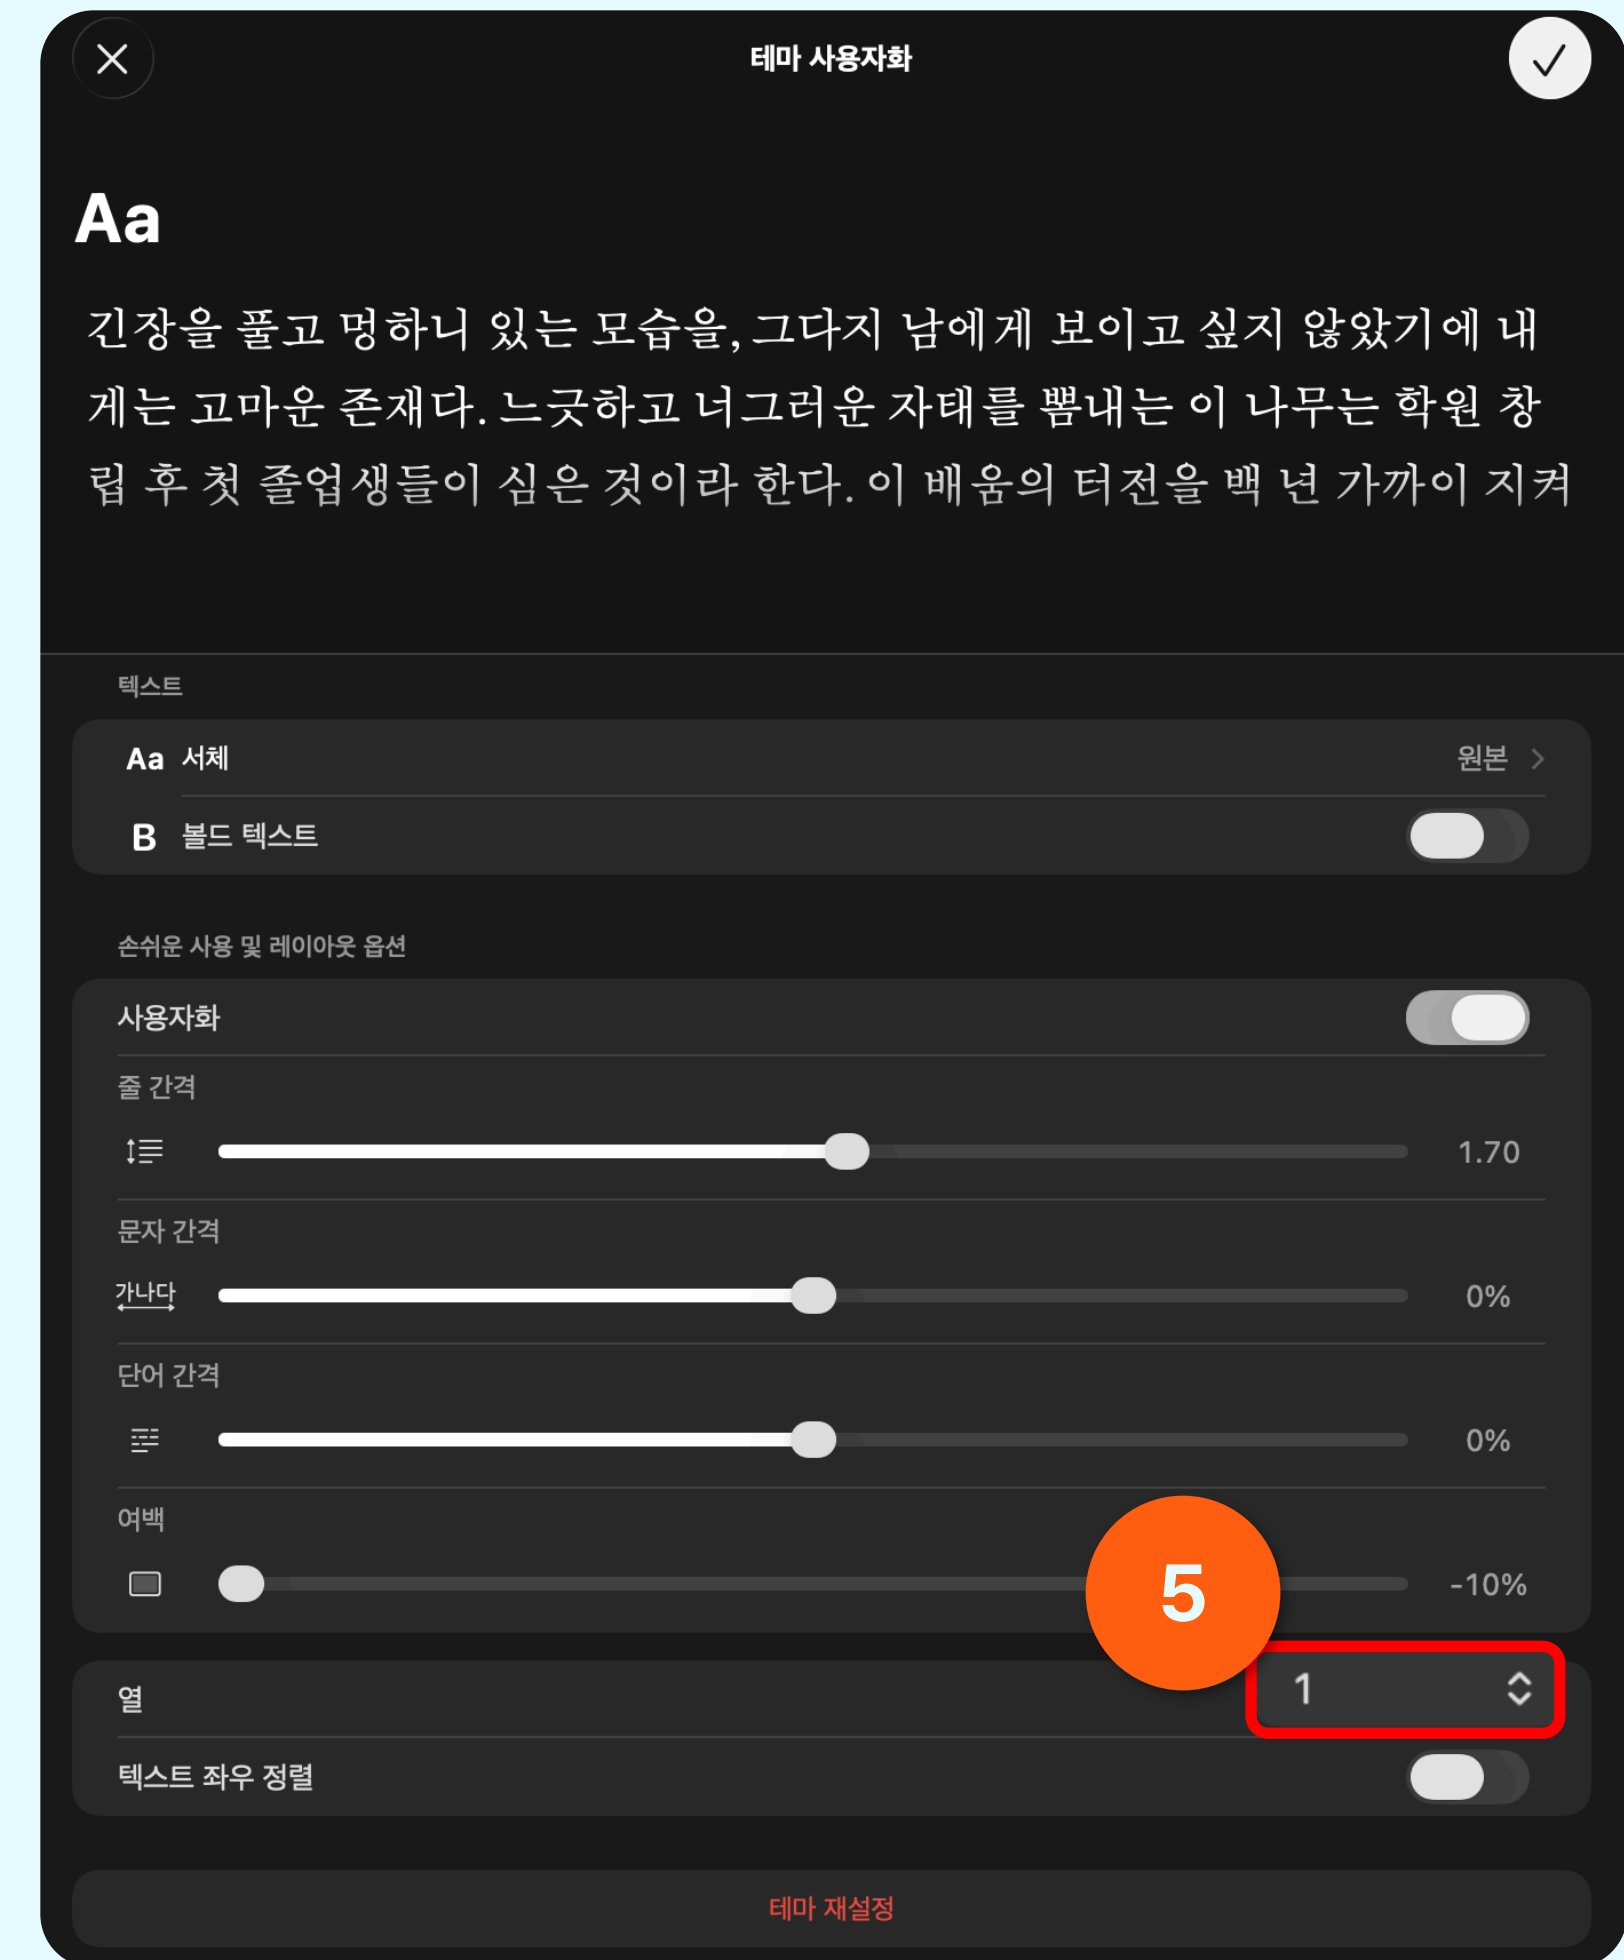 테마 사용자화
Aa
긴장을 풀고 멍하니 있는 모습을, 그다지 남에게 보이고 싶지 않았기에 내
게는 고마운 존재다. 느긋하고 너그러운 자태를 뽐내는 이 나무는 학원 창
립 후 첫 졸업생들이 심은 것이라 한다. 이 배움의 터전을 백 년 가까이 지켜
텍스트
Aa 서체 원본
B 볼드 텍스트
손쉬운 사용 및 레이아웃 옵션
사용자화
줄 간격
1.70
문자 간격
가나다 0%
단어 간격
0%
여백
-10%
5
열 1
텍스트 좌우 정렬
테마 재설정